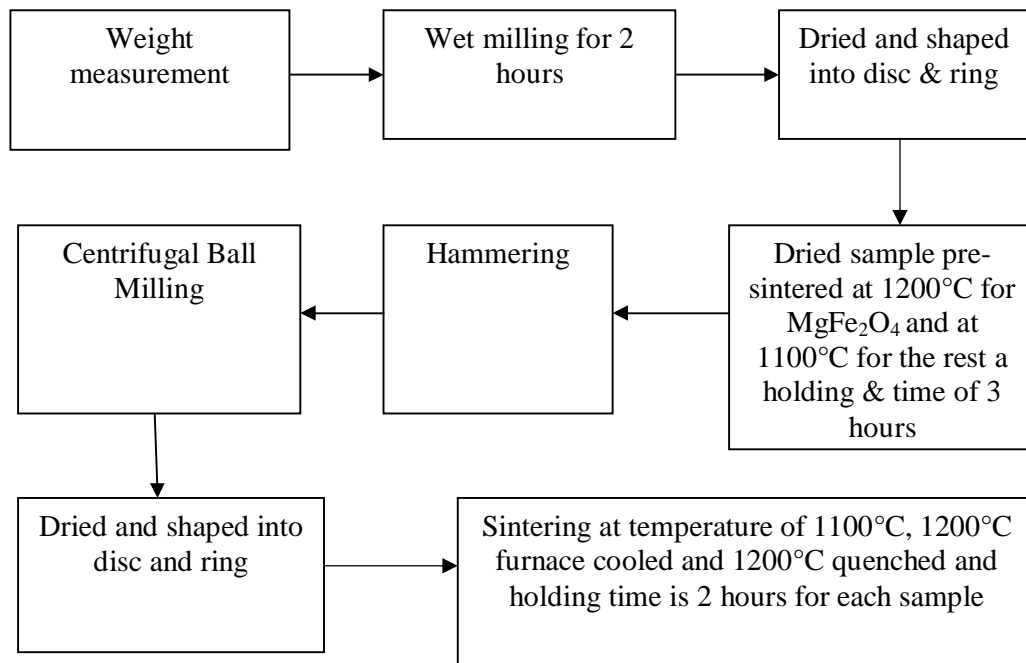 Weight
measurement
Wet milling for 2
hours
Dried and shaped
into disc & ring
Dried sample pre-
sintered at 1200°C for
MgFe₂O₄ and at
1100°C for the rest a
holding & time of 3
hours
Hammering
Centrifugal Ball
Milling
Dried and shaped into
disc and ring
Sintering at temperature of 1100°C, 1200°C
furnace cooled and 1200°C quenched and
holding time is 2 hours for each sample